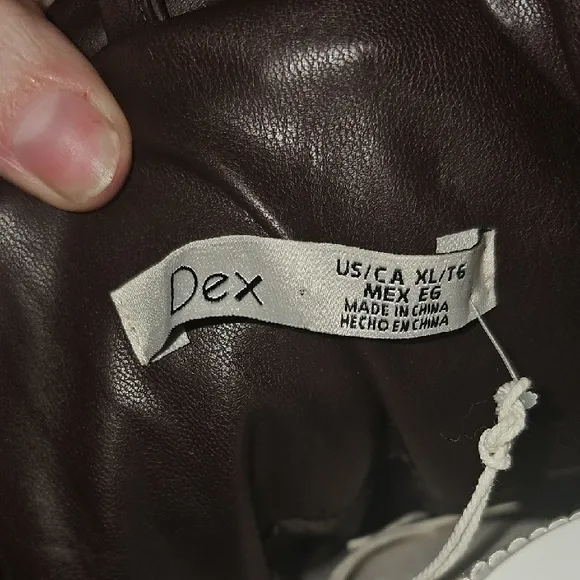 Dex
US/CA XL/TG
MEX EG
MADE IN CHINA
HECHO EN CHINA